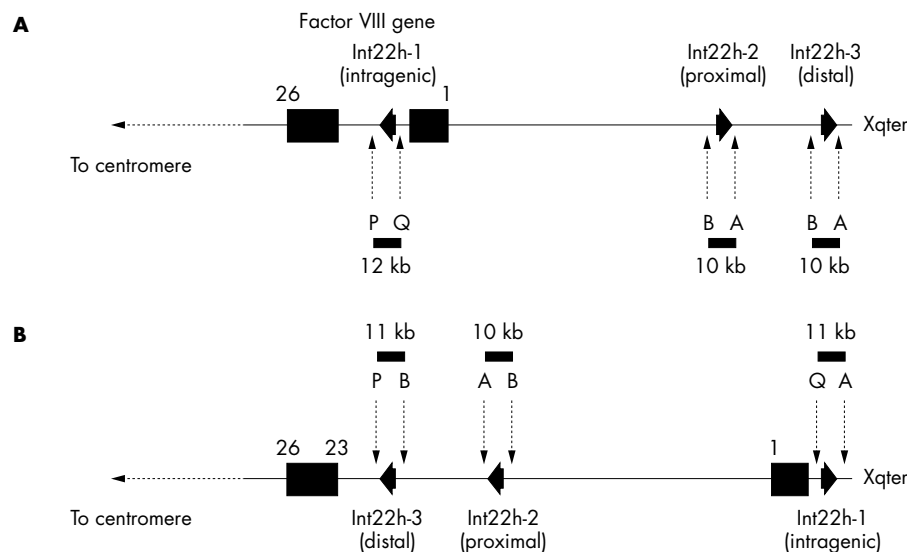 A
Factor VIII gene
Int22h-1
(intragenic)
Int22h-2
(proximal)
Int22h-3
(distal)
26
1
Xqter
To centromere
P Q
B A
B A
12 kb
10 kb
10 kb
B
11 kb
10 kb
11 kb
P B
A B
Q A
26
23
1
Xqter
To centromere
Int22h-3
(distal)
Int22h-2
(proximal)
Int22h-1
(intragenic)